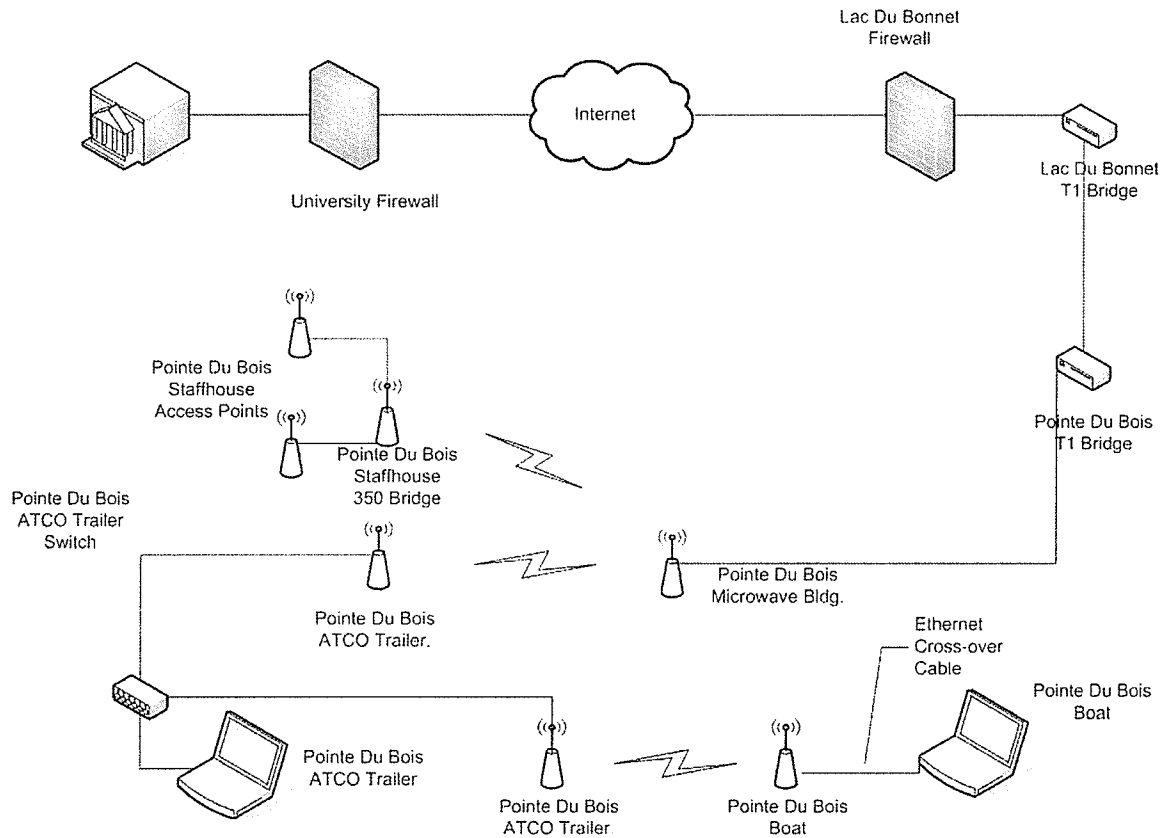 Lac Du Bonnet
Firewall
Internet
University Firewall
Lac Du Bonnet
T1 Bridge
Pointe Du Bois
Staffhouse
Access Points
Pointe Du Bois
T1 Bridge
Pointe Du Bois
Staffhouse
350 Bridge
Pointe Du Bois
ATCO Trailer
Switch
Pointe Du Bois
Microwave Bldg.
Pointe Du Bois
ATCO Trailer.
Ethernet
Cross-over
Cable
Pointe Du Bois
Boat
Pointe Du Bois
ATCO Trailer
Pointe Du Bois
ATCO Trailer
Pointe Du Bois
Boat